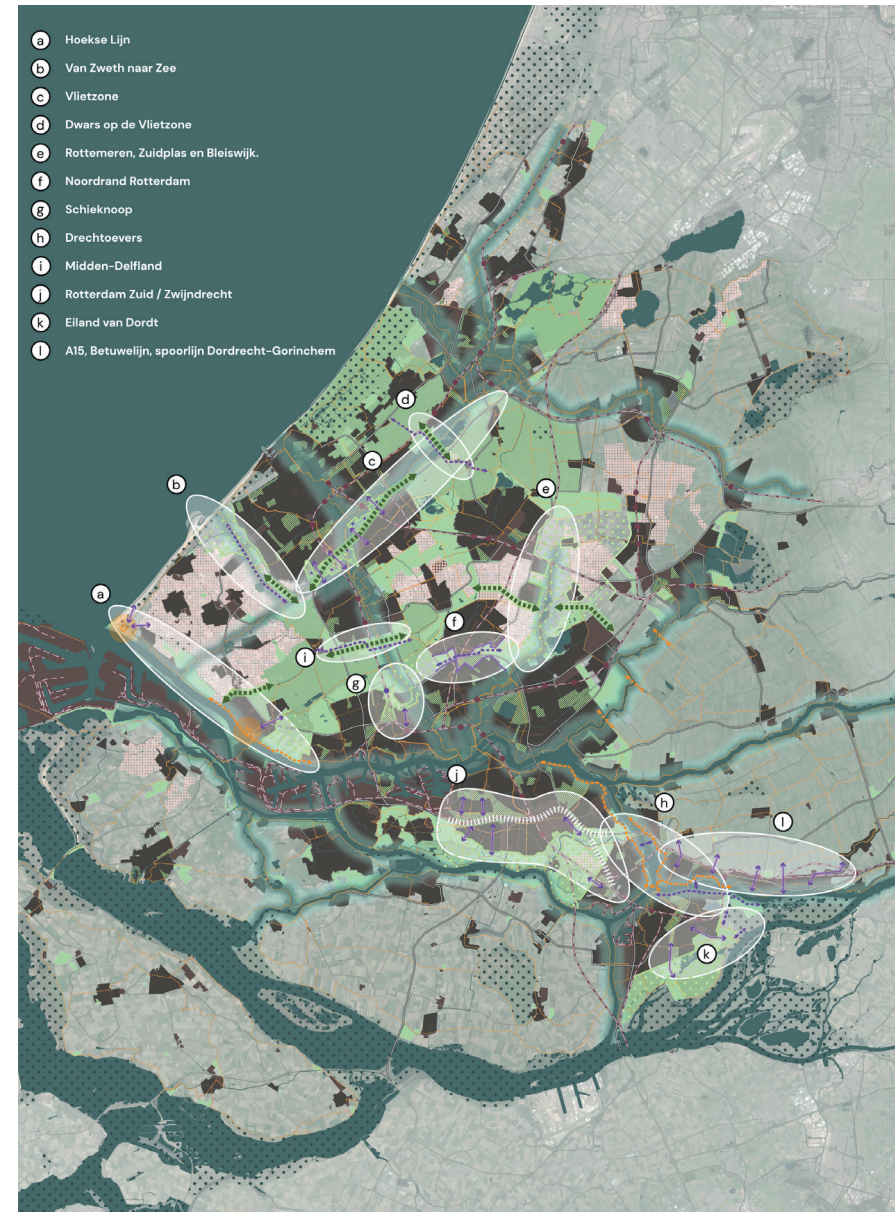 a Hoekse Lijn
b Van Zweth naar Zee
c Vlietzone
d Dwars op de Vlietzone
e Rottemeren, Zuidplas en Bleiswijk.
f Noordrand Rotterdam
g Schieknoop
h Drechtoevers
i Midden-Delfland
j Rotterdam Zuid / Zwijndrecht
k Eiland van Dordt
l A15, Betuwelijn, spoorlijn Dordrecht-Gorinchem
d
c
b
e
a
f
i
g
j
h
l
k